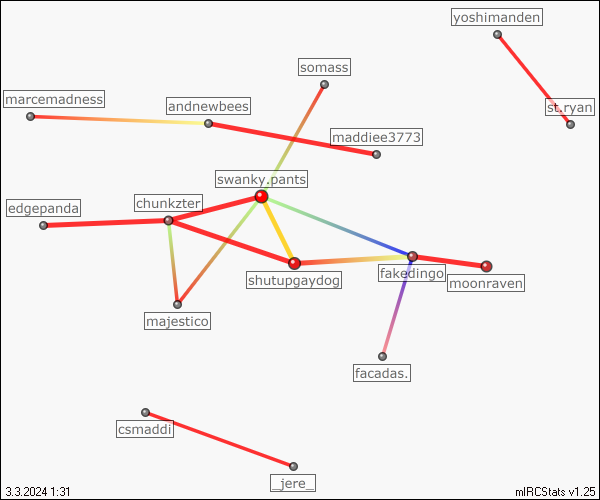 yoshimanden
somass
marcemadness
andnewbees
st.ryan
maddiee3773
swanky.pants
chunkzter
edgepanda
shutupgaydog
fakedingo
moonraven
majestico
facadas.
csmaddi
_jere_
3.3.2024 1:31
mIRCStats v1.25